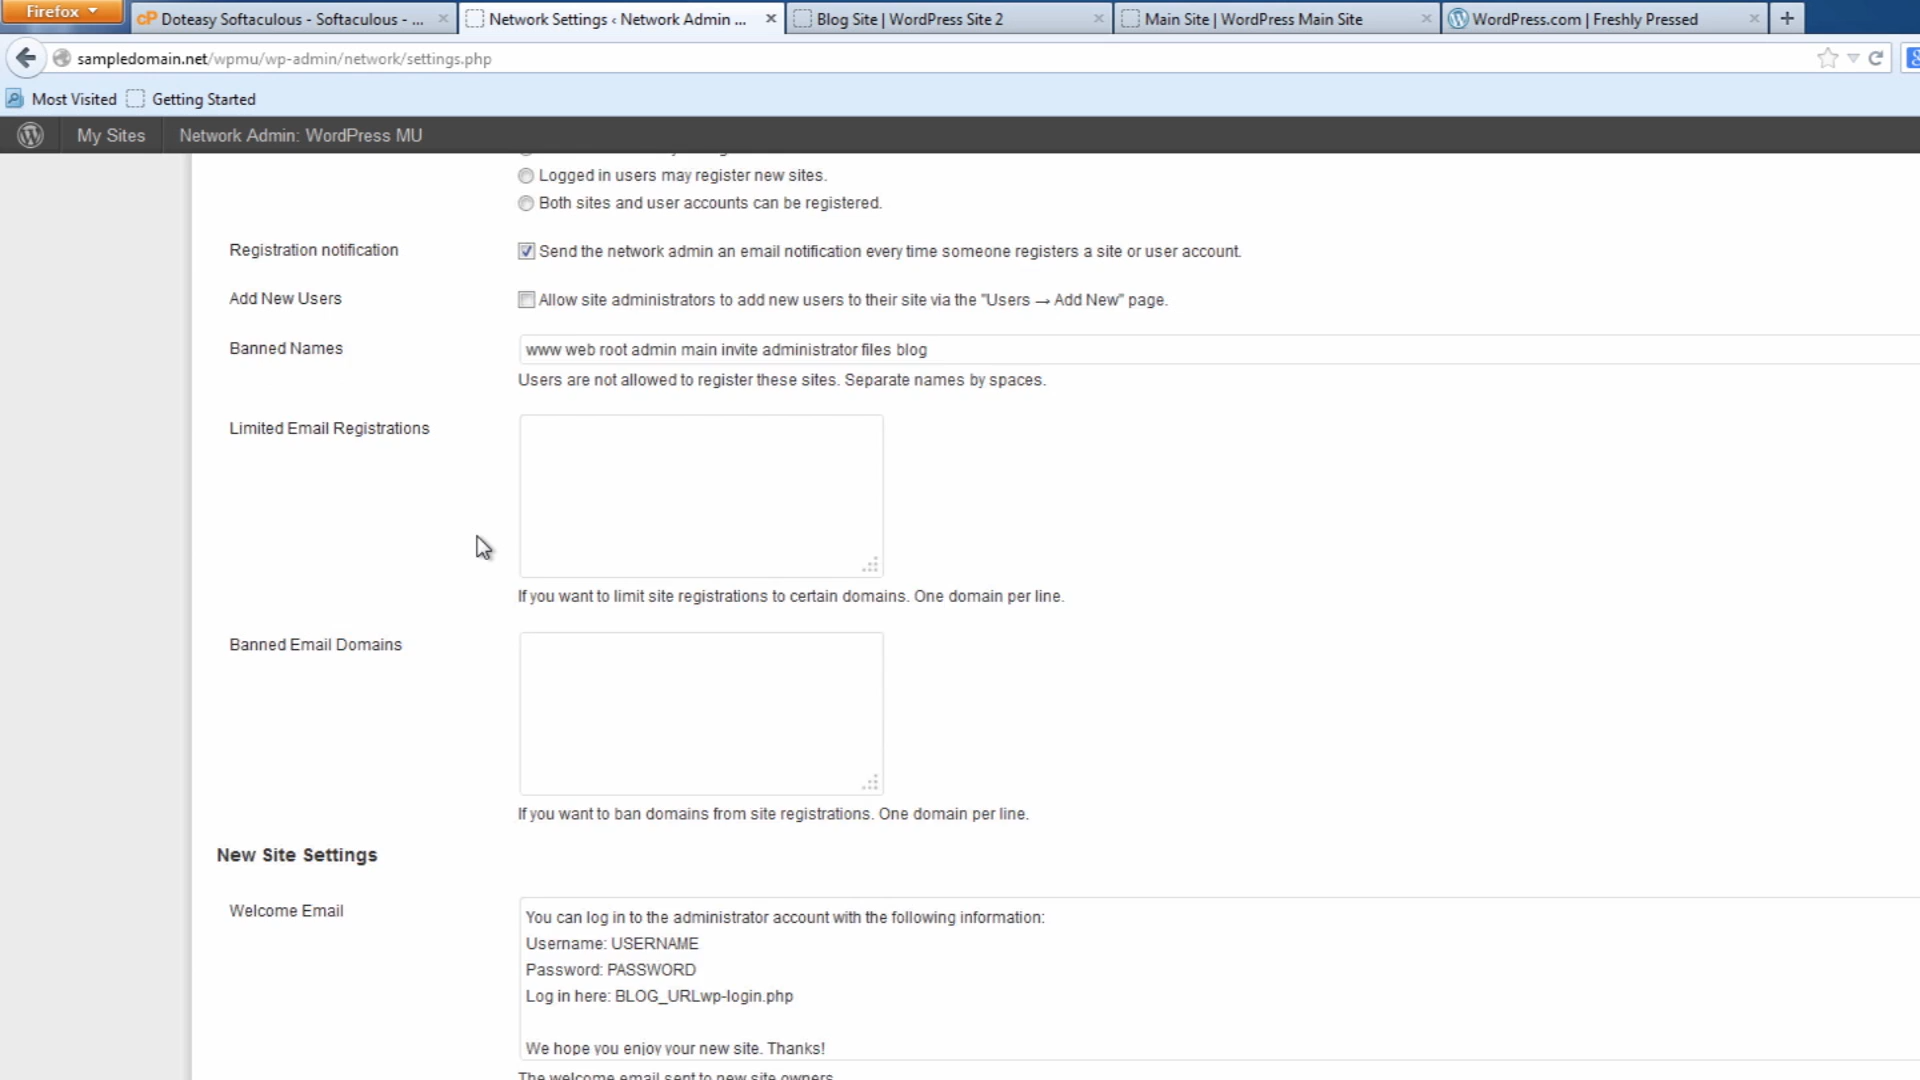 Firefox
cP Doteasy Softaculous - Softaculous - ...
Network Settings ‹ Network Admin ...
Blog Site | WordPress Site 2
Main Site | WordPress Main Site
WordPress.com | Freshly Pressed
sampledomain.net/wpmu/wp-admin/network/settings.php
Most Visited
Getting Started
My Sites
Network Admin: WordPress MU
Logged in users may register new sites.
Both sites and user accounts can be registered.
Registration notification
Send the network admin an email notification every time someone registers a site or user account.
Add New Users
Allow site administrators to add new users to their site via the "Users → Add New" page.
Banned Names
www web root admin main invite administrator files blog
Users are not allowed to register these sites. Separate names by spaces.
Limited Email Registrations
If you want to limit site registrations to certain domains. One domain per line.
Banned Email Domains
If you want to ban domains from site registrations. One domain per line.
New Site Settings
Welcome Email
You can log in to the administrator account with the following information:
Username: USERNAME
Password: PASSWORD
Log in here: BLOG_URLwp-login.php
We hope you enjoy your new site. Thanks!
The welcome email sent to new site owners.